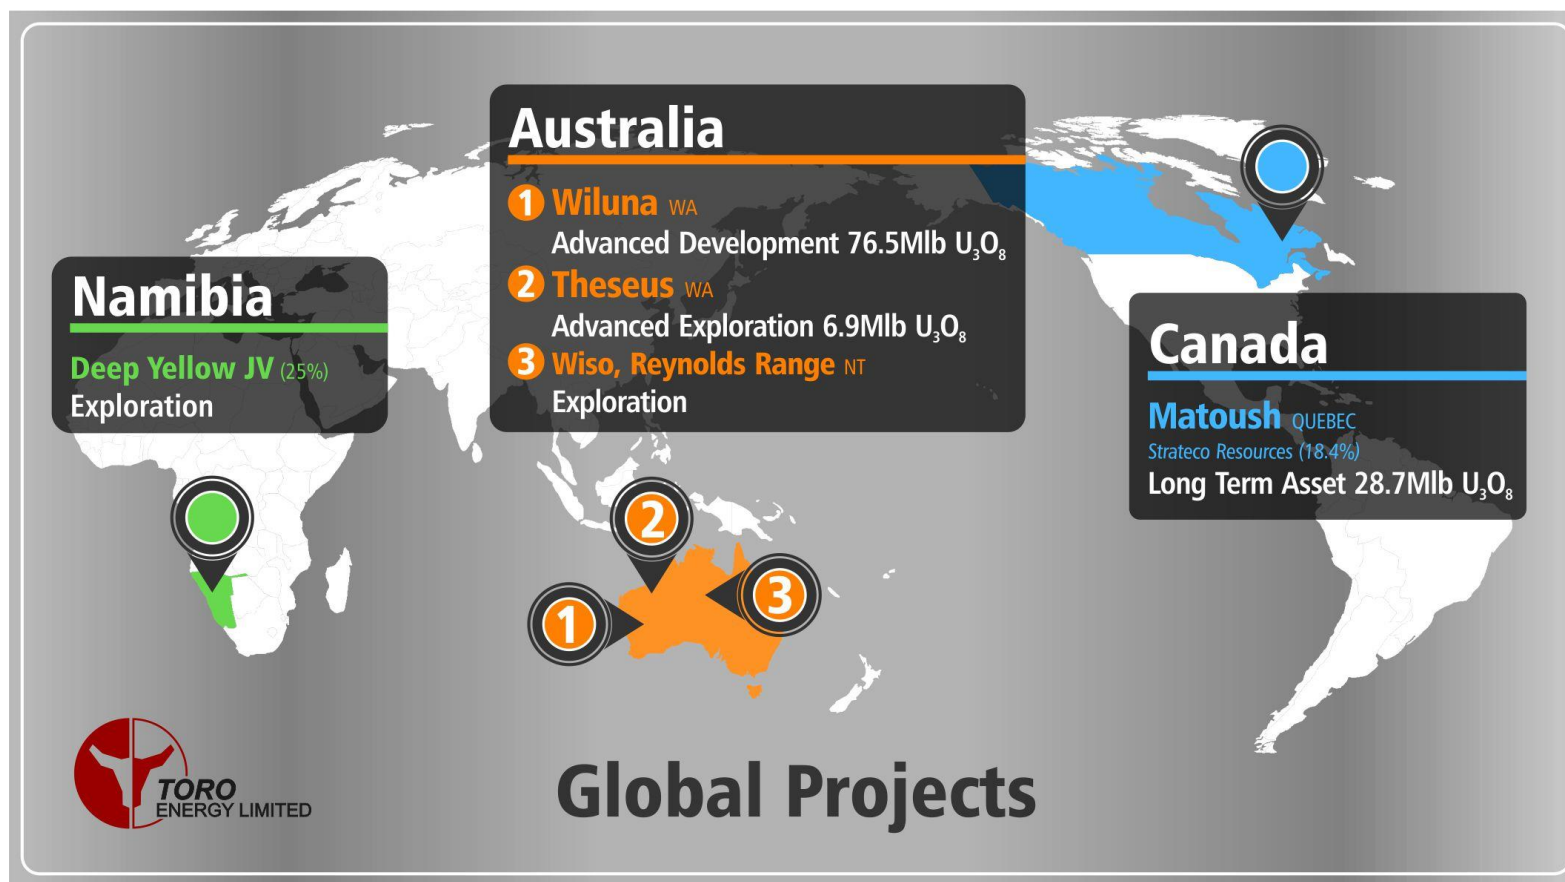 Australia
1 Wiluna WA
Advanced Development 76.5Mlb U₃O₈
2 Theseus WA
Advanced Exploration 6.9Mlb U₃O₈
3 Wiso, Reynolds Range NT
Exploration
Namibia
Deep Yellow JV (25%)
Exploration
Canada
Matoush QUEBEC
Strateco Resources (18.4%)
Long Term Asset 28.7Mlb U₃O₈
2
3
1
TORO
ENERGY LIMITED
Global Projects